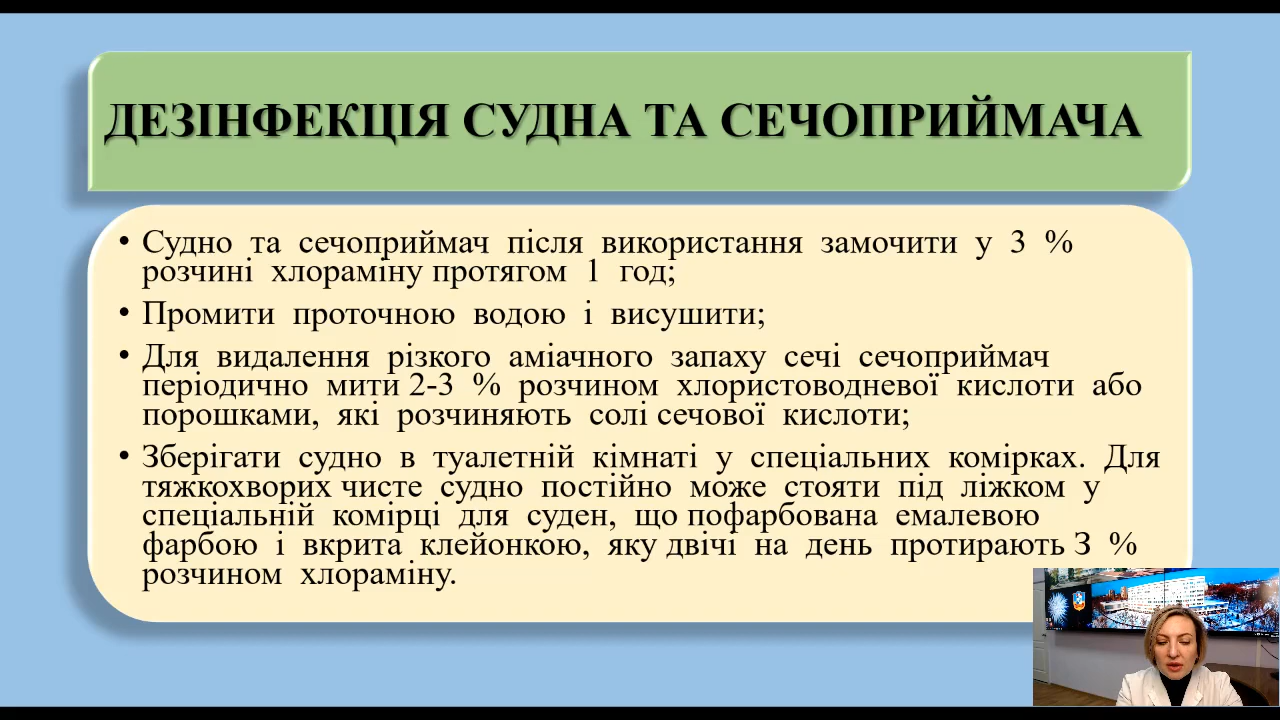 ДЕЗІНФЕКЦІЯ СУДНА ТА СЕЧОПРИЙМАЧА
• Судно та сечоприймач після використання замочити у 3 %
розчині хлораміну протягом 1 год;
• Промити проточною водою і висушити;
• Для видалення різкого аміачного запаху сечі сечоприймач
періодично мити 2-3 % розчином хлористоводневої кислоти або
порошками, які розчиняють солі сечової кислоти;
• Зберігати судно в туалетній кімнаті у спеціальних комірках. Для
тяжкохворих чисте судно постійно може стояти під ліжком у
спеціальній комірці для суден, що пофарбована емалевою
фарбою і вкрита клейонкою, яку двічі на день протирають З %
розчином хлораміну.